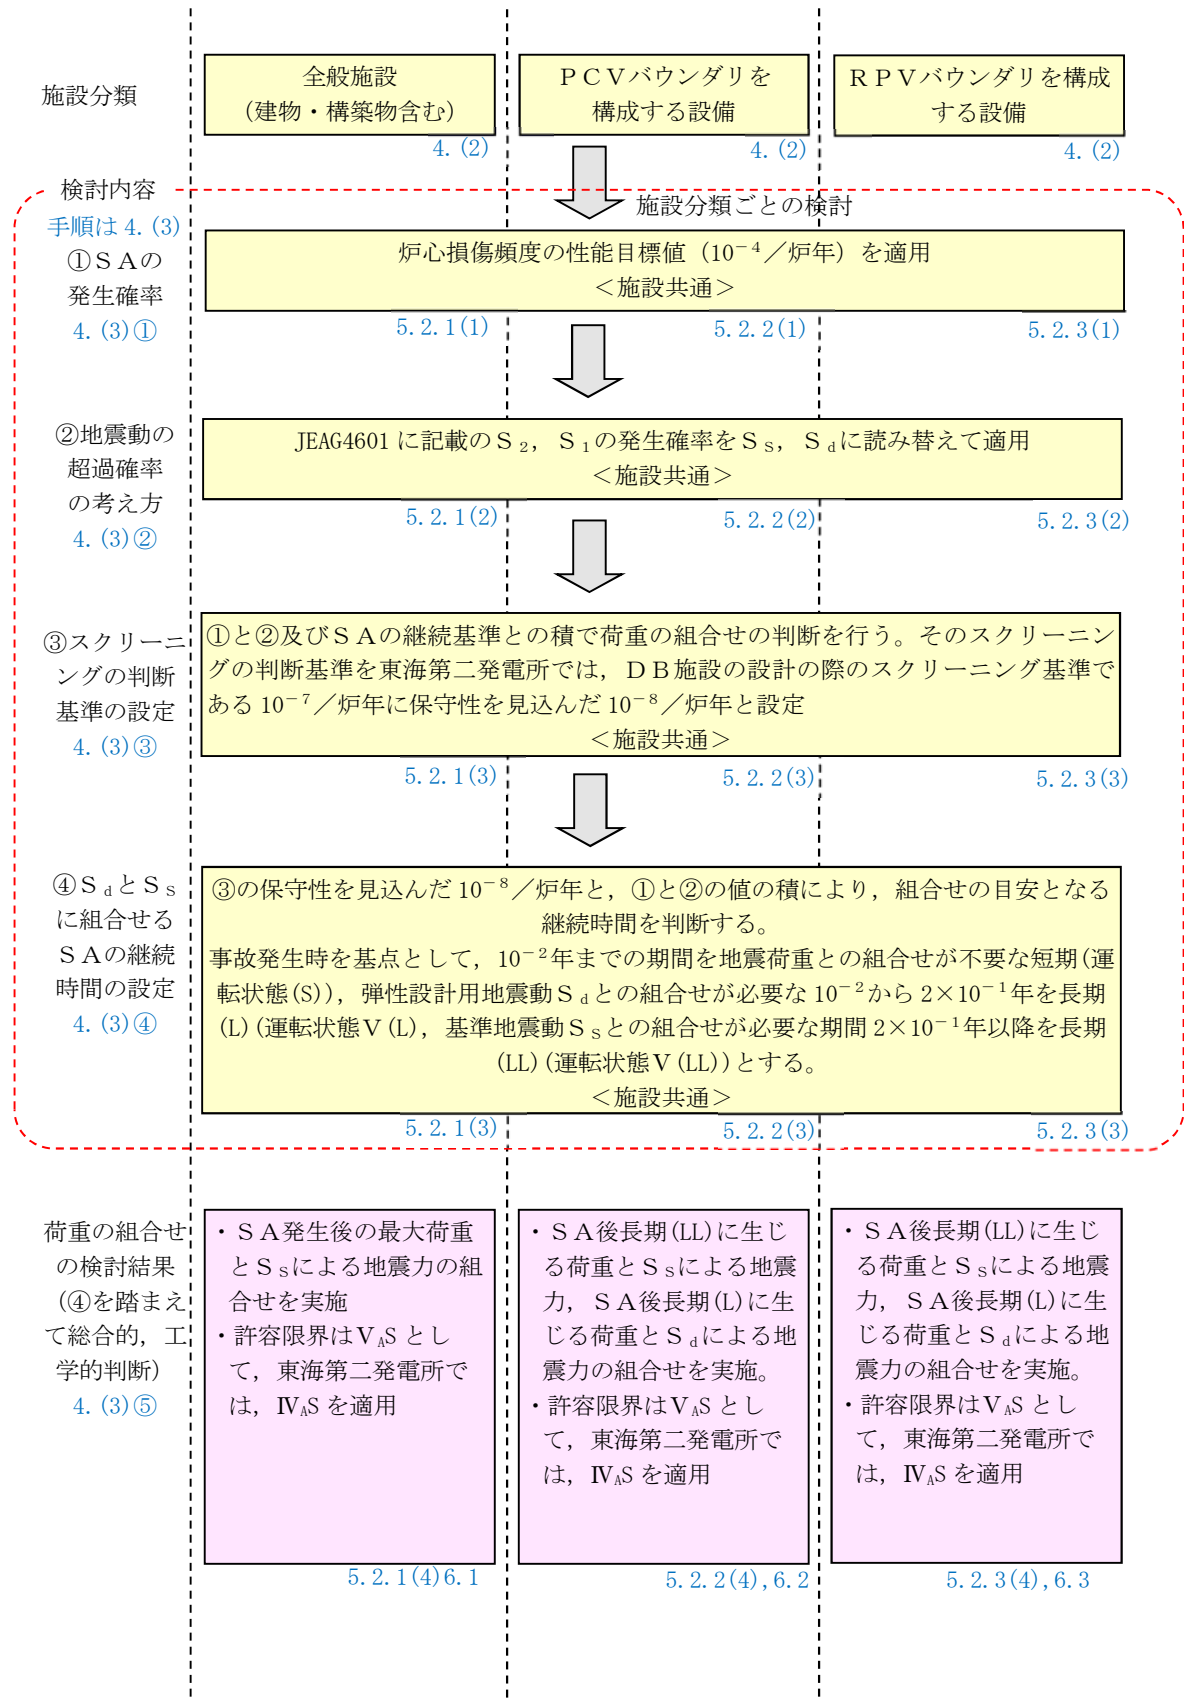 施設分類
全般施設
(建物・構築物含む)
4. (2)
ＰＣＶバウンダリを
構成する設備
4. (2)
ＲＰＶバウンダリを構成
する設備
4. (2)
検討内容
手順は 4. (3)
施設分類ごとの検討
①ＳＡの
発生確率
4. (3)①
炉心損傷頻度の性能目標値（10⁻⁴／炉年）を適用
＜施設共通＞
5.2.1(1)
5.2.2(1)
5.2.3(1)
②地震動の
超過確率
の考え方
4. (3)②
JEAG4601 に記載のＳ₂，Ｓ₁の発生確率をＳₛ，Ｓ_dに読み替えて適用
＜施設共通＞
5.2.1(2)
5.2.2(2)
5.2.3(2)
③スクリーニ
ングの判断
基準の設定
4. (3)③
①と②及びＳＡの継続基準との積で荷重の組合せの判断を行う。そのスクリーニン
グの判断基準を東海第二発電所では，ＤＢ施設の設計の際のスクリーニング基準で
ある 10⁻⁷／炉年に保守性を見込んだ 10⁻⁸／炉年と設定
＜施設共通＞
5.2.1(3)
5.2.2(3)
5.2.3(3)
④Ｓ_dとＳₛ
に組合せる
ＳＡの継続
時間の設定
4. (3)④
③の保守性を見込んだ 10⁻⁸／炉年と，①と②の値の積により，組合せの目安となる
継続時間を判断する。
事故発生時を基点として，10⁻²年までの期間を地震荷重との組合せが不要な短期(運
転状態(S))，弾性設計用地震動Ｓ_dとの組合せが必要な 10⁻²から 2×10⁻¹年を長期
(L)(運転状態Ⅴ(L)，基準地震動Ｓₛとの組合せが必要な期間 2×10⁻¹年以降を長期
(LL)(運転状態Ⅴ(LL))とする。
＜施設共通＞
5.2.1(3)
5.2.2(3)
5.2.3(3)
荷重の組合せ
の検討結果
(④を踏まえ
て総合的，工
学的判断)
4. (3)⑤
・ＳＡ発生後の最大荷重
とＳₛによる地震力の組
合せを実施
・許容限界はⅤ_AS とし
て，東海第二発電所で
は，Ⅳ_AS を適用
5.2.1(4)6.1
・ＳＡ後長期(LL)に生じ
る荷重とＳₛによる地震
力，ＳＡ後長期(L)に生
じる荷重とＳ_dによる地
震力の組合せを実施。
・許容限界はⅤ_AS とし
て，東海第二発電所で
は，Ⅳ_AS を適用
5.2.2(4),6.2
・ＳＡ後長期(LL)に生じ
る荷重とＳₛによる地震
力，ＳＡ後長期(L)に生
じる荷重とＳ_dによる地
震力の組合せを実施。
・許容限界はⅤ_AS とし
て，東海第二発電所で
は，Ⅳ_AS を適用
5.2.3(4),6.3